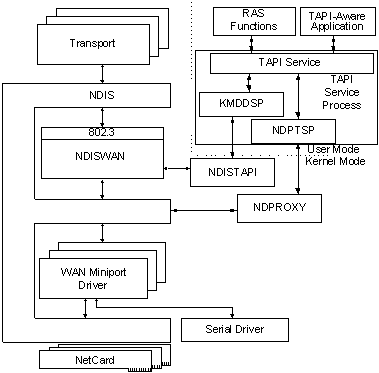 RAS
Functions
TAPI-Aware
Application
Transport
TAPI Service
TAPI
Service
Process
NDIS
KMDDSP
802.3
NDPTSP
NDISWAN
User Mode
Kernel Mode
NDISTAPI
NDPROXY
WAN Miniport
Driver
Serial Driver
NetCard